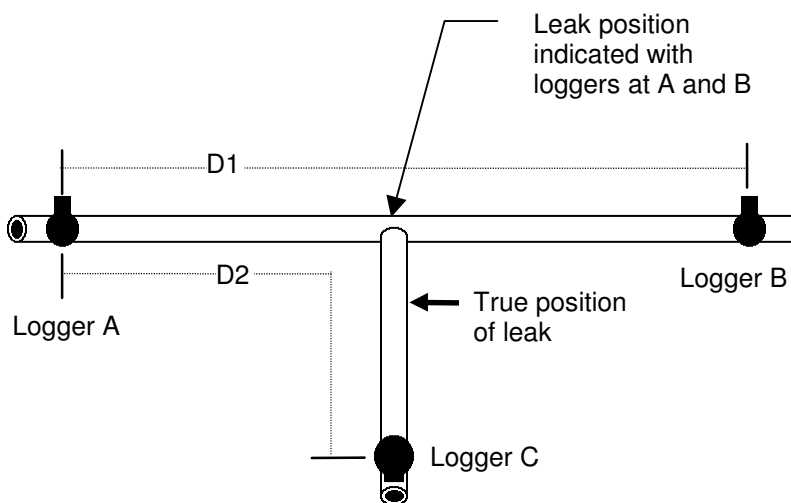 Leak position
indicated with
loggers at A and B
D1
D2
Logger B
Logger A
True position
of leak
Logger C